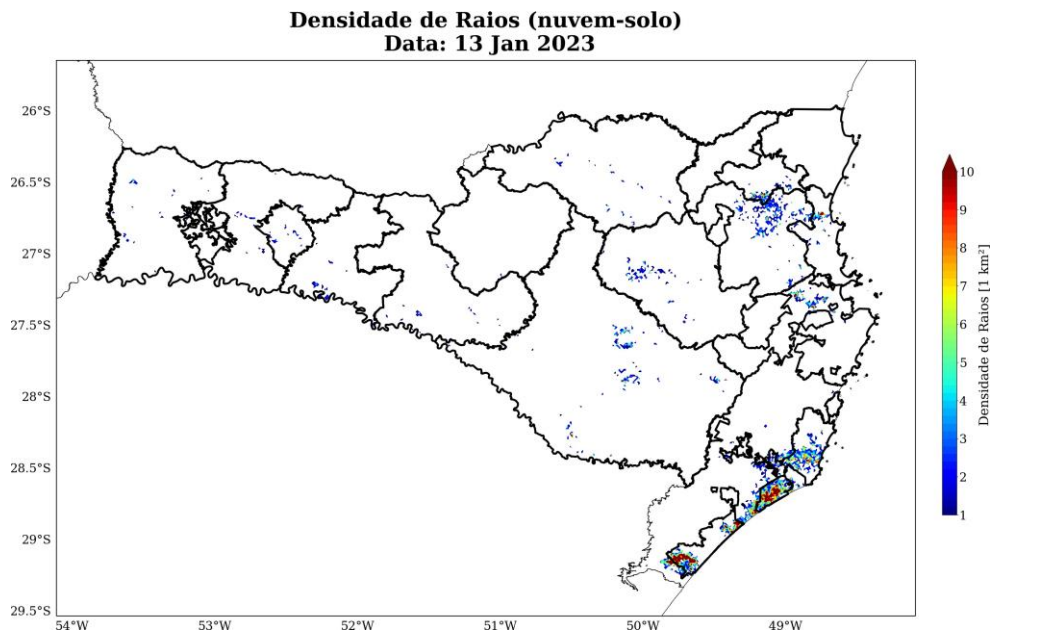 Densidade de Raios (nuvem-solo)
Data: 13 Jan 2023
26°S
26.5°S
27°S
27.5°S
28°S
28.5°S
29°S
29.5°S
54°W
53°W
52°W
51°W
50°W
49°W
10
9
8
7
6
5
4
3
2
1
Densidade de Raios [1 km²]